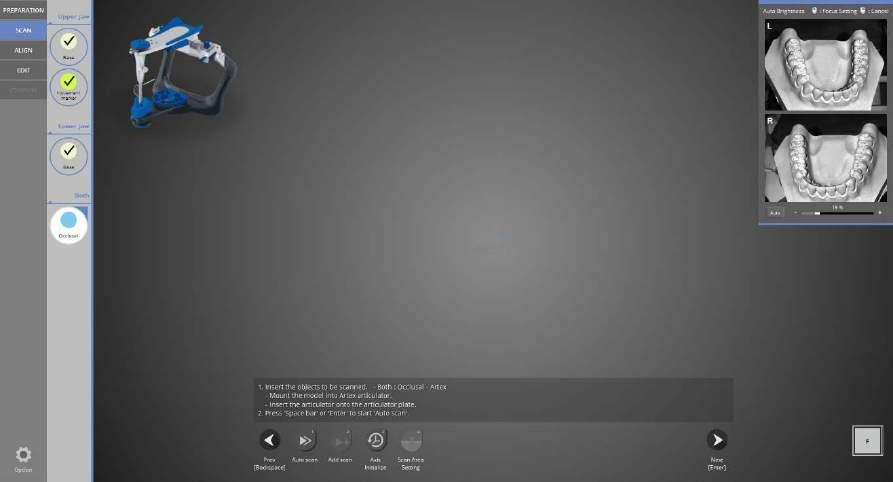 PREPARATION
SCAN
ALIGN
EDIT
Option
Upper jaw
Base
Movement
marker
Lower jaw
Base
Both
Occlusal
Auto Brightness : Focus Setting : Cancel
L
R
19 %
Auto - +
1. Insert the objects to be scanned. - Both : Occlusal - Artex
- Mount the model into Artex articulator.
- Insert the articulator onto the articulator plate.
2. Press 'Space bar' or 'Enter' to start 'Auto scan'.
Prev
[Backspace]
Auto scan
Add scan
Axis
Initialize
Scan Area
Setting
Next
[Enter]
F